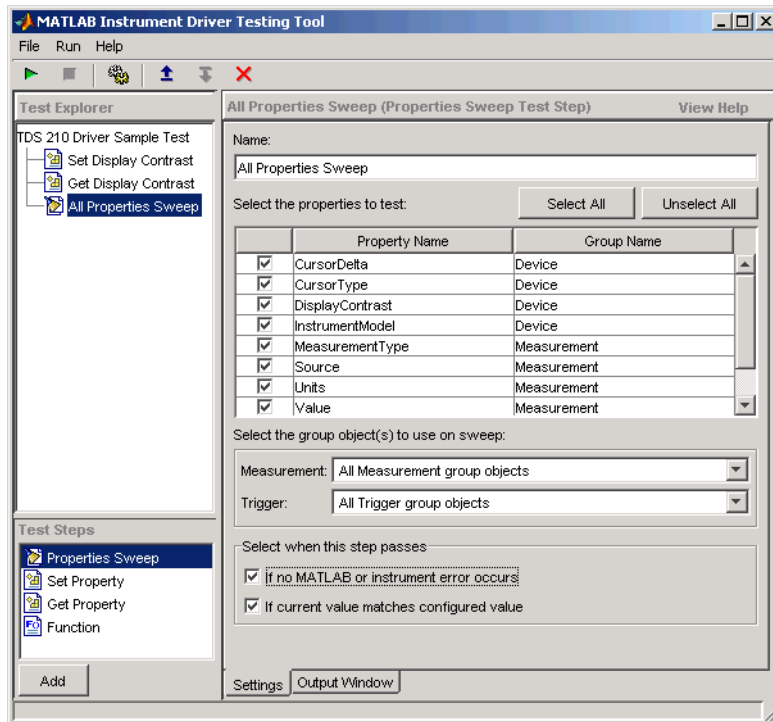 MATLAB Instrument Driver Testing Tool
File Run Help
Test Explorer
TDS 210 Driver Sample Test
Set Display Contrast
Get Display Contrast
All Properties Sweep
Test Steps
Properties Sweep
Set Property
Get Property
Function
Add
All Properties Sweep (Properties Sweep Test Step) View Help
Name:
All Properties Sweep
Select the properties to test: Select All Unselect All
Property Name Group Name
CursorDelta Device
CursorType Device
DisplayContrast Device
InstrumentModel Device
MeasurementType Measurement
Source Measurement
Units Measurement
Value Measurement
Select the group object(s) to use on sweep:
Measurement: All Measurement group objects
Trigger: All Trigger group objects
Select when this step passes
If no MATLAB or instrument error occurs
If current value matches configured value
Settings Output Window